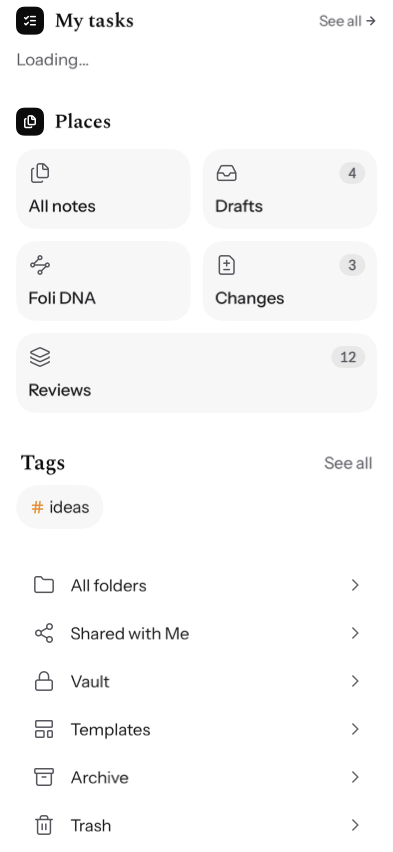 My tasks
See all →
Loading...
Places
All notes
Drafts
4
Foli DNA
Changes
3
Reviews
12
Tags
See all
# ideas
All folders
Shared with Me
Vault
Templates
Archive
Trash